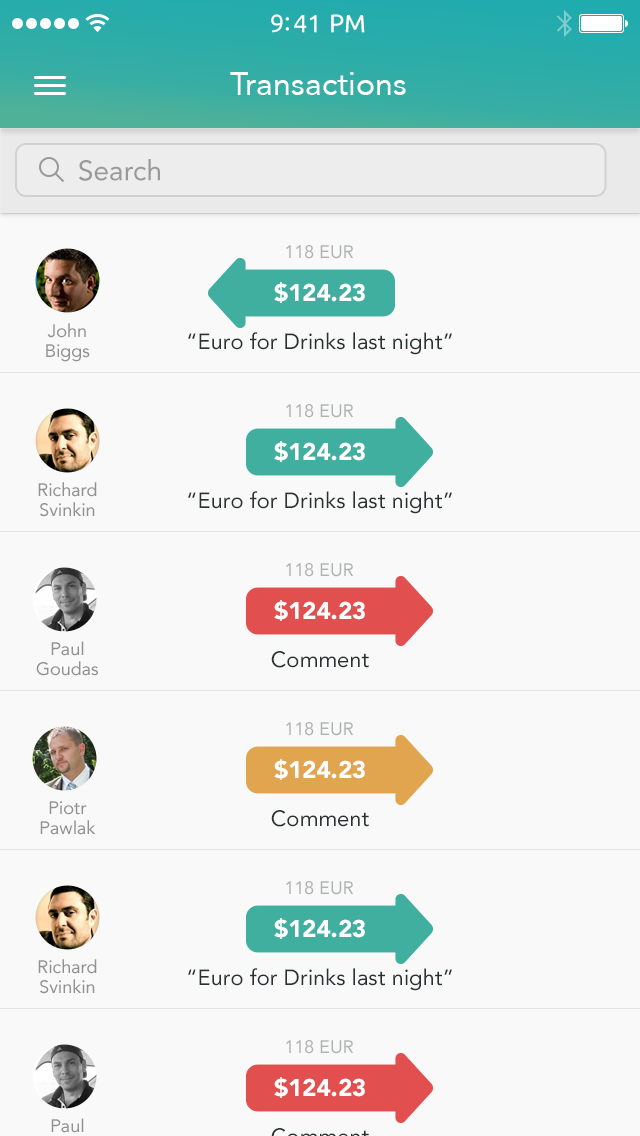 9:41 PM
Transactions
Search
118 EUR
$124.23
John
Biggs
“Euro for Drinks last night”
118 EUR
$124.23
Richard
Svinkin
“Euro for Drinks last night”
118 EUR
$124.23
Paul
Goudas
Comment
118 EUR
$124.23
Piotr
Pawlak
Comment
118 EUR
$124.23
Richard
Svinkin
“Euro for Drinks last night”
118 EUR
$124.23
Paul
Comment